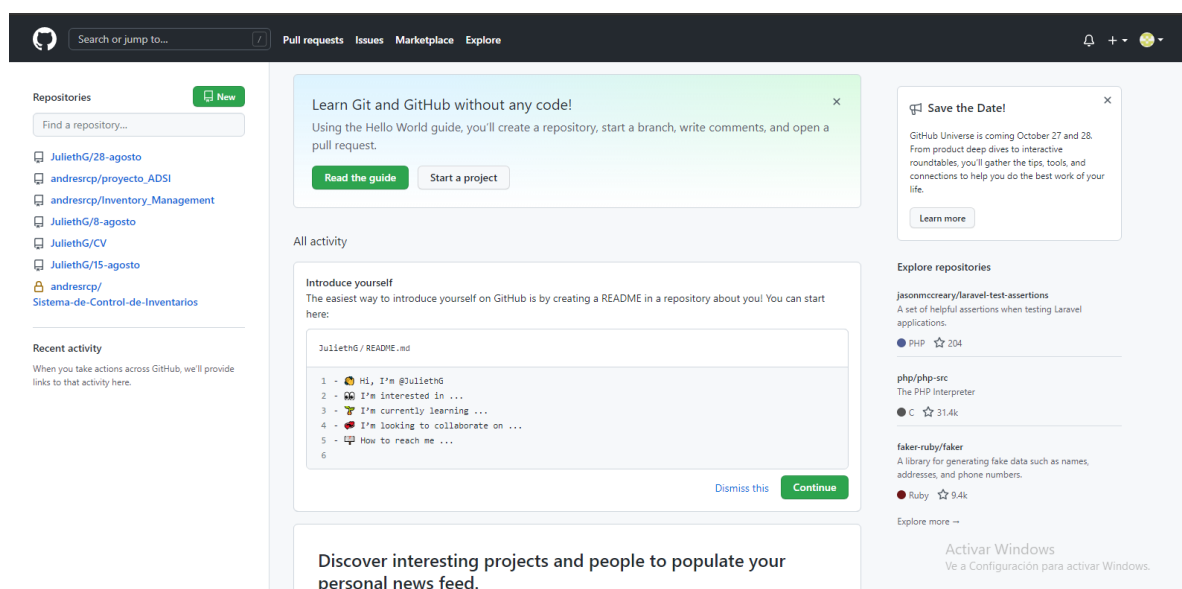 Search or jump to...
/
Pull requests Issues Marketplace Explore
Repositories
New
Find a repository...
JuliethG/28-agosto
andresrcp/proyecto_ADSI
andresrcp/Inventory_Management
JuliethG/8-agosto
JuliethG/CV
JuliethG/15-agosto
andresrcp/
Sistema-de-Control-de-Inventarios
Recent activity
When you take actions across GitHub, we'll provide
links to that activity here.
Learn Git and GitHub without any code!
Using the Hello World guide, you'll create a repository, start a branch, write comments, and open a
pull request.
Read the guide
Start a project
All activity
Introduce yourself
The easiest way to introduce yourself on GitHub is by creating a README in a repository about you! You can start
here:
JuliethG / README.md
1 - 👋 Hi, I'm @JuliethG
2 - 👀 I'm interested in ...
3 - 🌱 I'm currently learning ...
4 - 💞️ I'm looking to collaborate on ...
5 - 📫 How to reach me ...
6
Dismiss this
Continue
Discover interesting projects and people to populate your
personal news feed.
Save the Date!
GitHub Universe is coming October 27 and 28.
From product deep dives to interactive
roundtables, you'll gather the tips, tools, and
connections to help you do the best work of your
life.
Learn more
Explore repositories
jasonmccreary/laravel-test-assertions
A set of helpful assertions when testing Laravel
applications.
PHP 204
php/php-src
The PHP Interpreter
C 31.4k
faker-ruby/faker
A library for generating fake data such as names,
addresses, and phone numbers.
Ruby 9.4k
Explore more →
Activar Windows
Ve a Configuración para activar Windows.